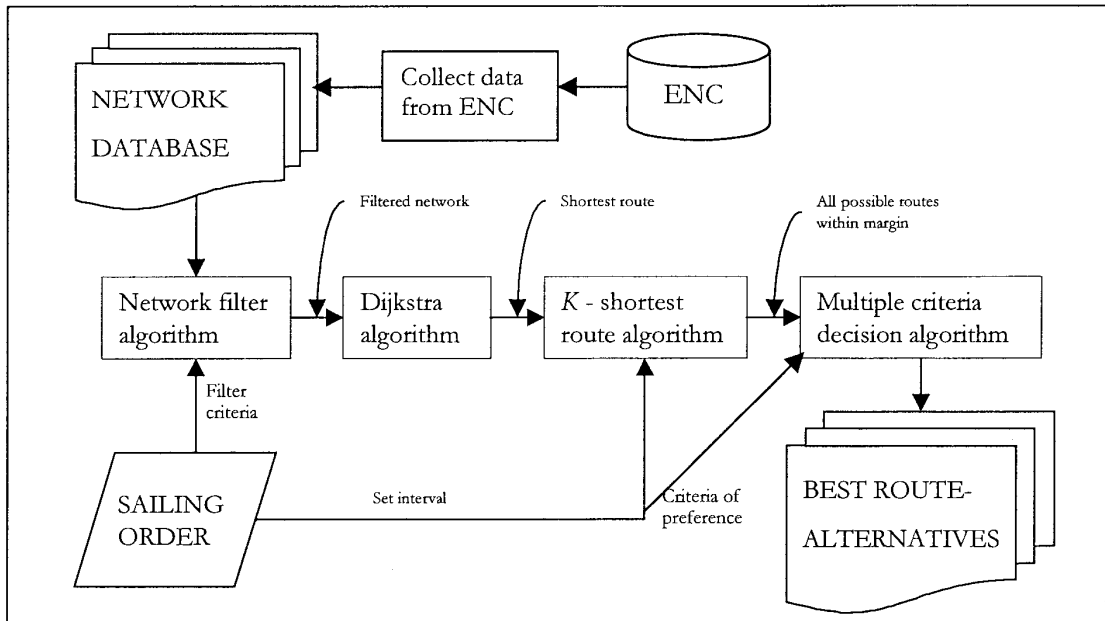 NETWORK
DATABASE
Collect data
from ENC
ENC
Filtered network
Shortest route
All possible routes
within margin
Network filter
algorithm
Dijkstra
algorithm
K - shortest
route algorithm
Multiple criteria
decision algorithm
Filter
criteria
SAILING
ORDER
Set interval
Criteria of
preference
BEST ROUTE-
ALTERNATIVES